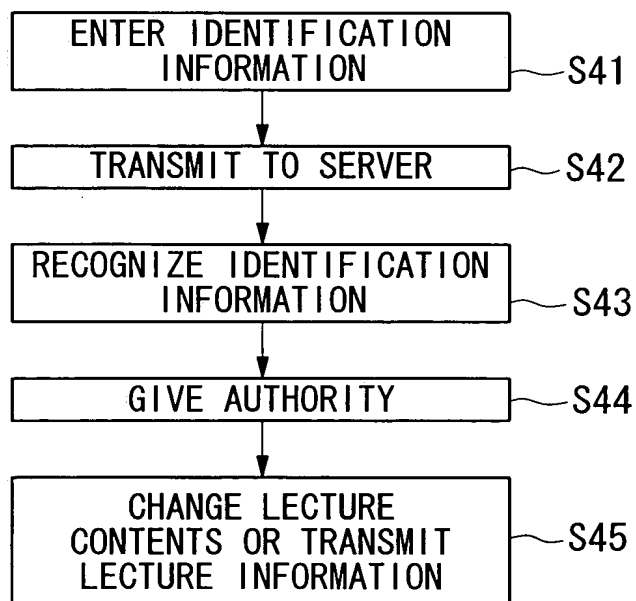 ENTER IDENTIFICATION
INFORMATION
S41
TRANSMIT TO SERVER
S42
RECOGNIZE IDENTIFICATION
INFORMATION
S43
GIVE AUTHORITY
S44
CHANGE LECTURE
CONTENTS OR TRANSMIT
LECTURE INFORMATION
S45